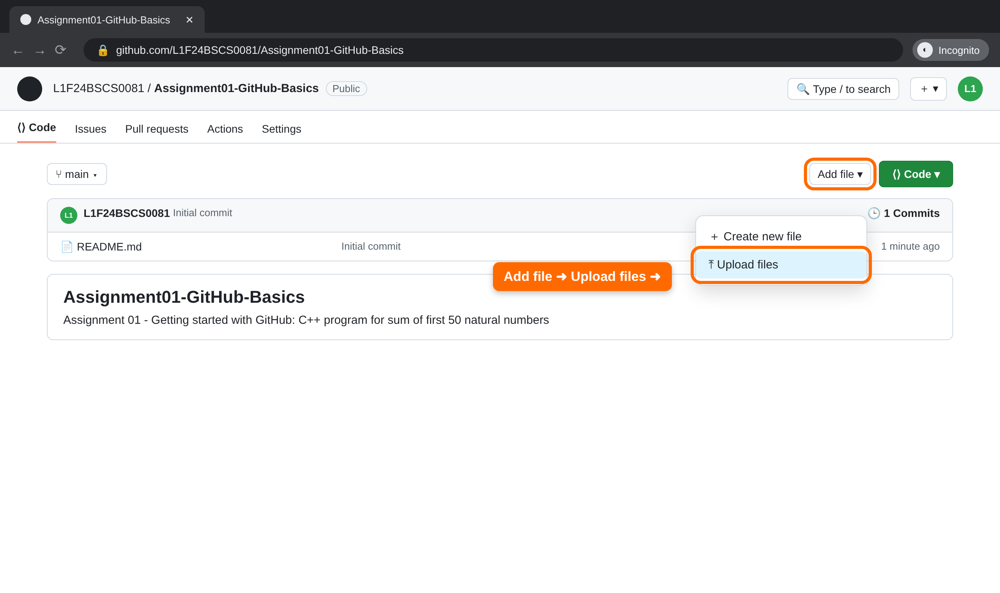 Assignment01-GitHub-Basics ✕
← → ⟳ 🔒 github.com/L1F24BSCS0081/Assignment01-GitHub-Basics Incognito
L1F24BSCS0081 / Assignment01-GitHub-Basics Public 🔍 Type / to search + ▾ L1
⟨⟩ Code Issues Pull requests Actions Settings
⑂ main ▾ Add file ▾ ⟨⟩ Code ▾
L1 L1F24BSCS0081 Initial commit 🕒 1 Commits
+ Create new file
📄 README.md Initial commit 1 minute ago
⤒ Upload files
Add file ➜ Upload files ➜
Assignment01-GitHub-Basics
Assignment 01 - Getting started with GitHub: C++ program for sum of first 50 natural numbers